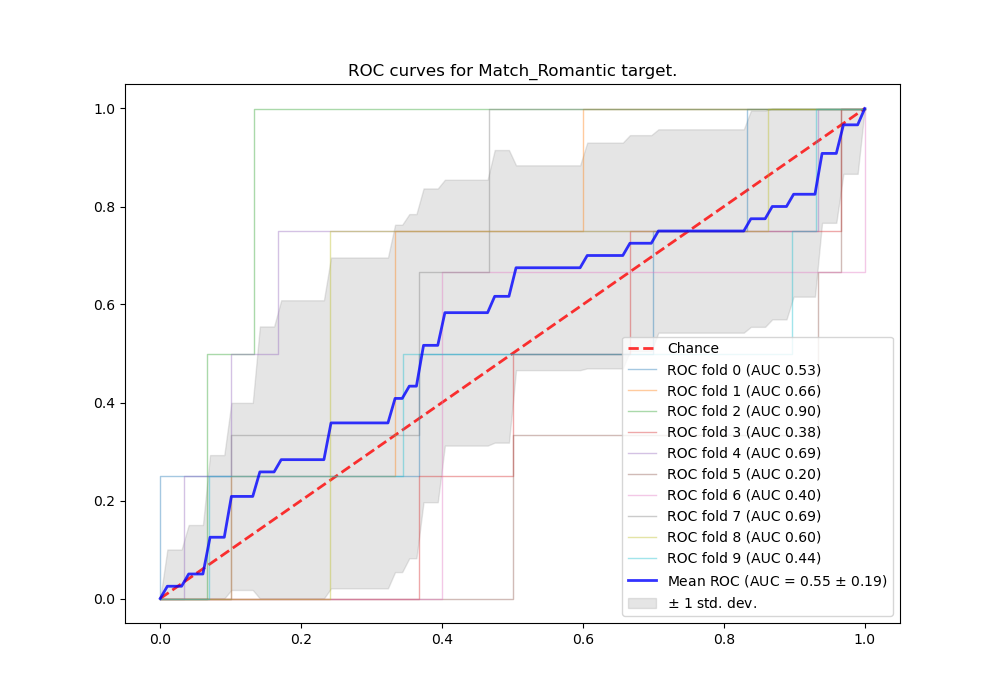 ROC curves for Match_Romantic target.
1.0
0.8
0.6
0.4
0.2
0.0
0.0 0.2 0.4 0.6 0.8 1.0
Chance
ROC fold 0 (AUC 0.53)
ROC fold 1 (AUC 0.66)
ROC fold 2 (AUC 0.90)
ROC fold 3 (AUC 0.38)
ROC fold 4 (AUC 0.69)
ROC fold 5 (AUC 0.20)
ROC fold 6 (AUC 0.40)
ROC fold 7 (AUC 0.69)
ROC fold 8 (AUC 0.60)
ROC fold 9 (AUC 0.44)
Mean ROC (AUC = 0.55 ± 0.19)
± 1 std. dev.